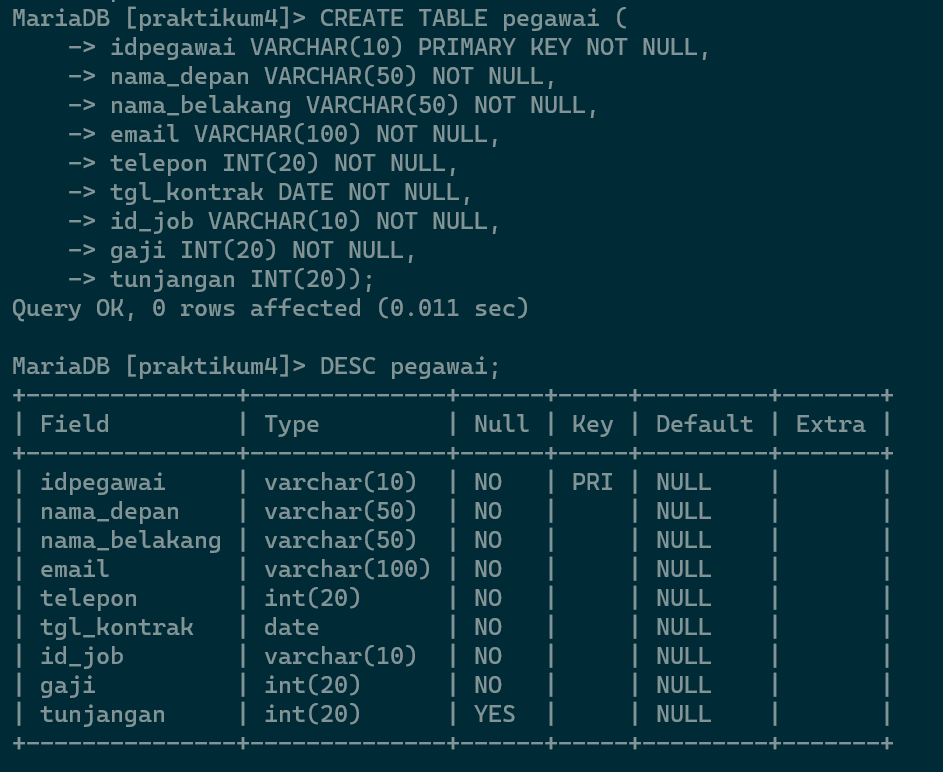 MariaDB [praktikum4]> CREATE TABLE pegawai (
    -> idpegawai VARCHAR(10) PRIMARY KEY NOT NULL,
    -> nama_depan VARCHAR(50) NOT NULL,
    -> nama_belakang VARCHAR(50) NOT NULL,
    -> email VARCHAR(100) NOT NULL,
    -> telepon INT(20) NOT NULL,
    -> tgl_kontrak DATE NOT NULL,
    -> id_job VARCHAR(10) NOT NULL,
    -> gaji INT(20) NOT NULL,
    -> tunjangan INT(20));
Query OK, 0 rows affected (0.011 sec)

MariaDB [praktikum4]> DESC pegawai;
+---------------+--------------+------+-----+---------+-------+
| Field         | Type         | Null | Key | Default | Extra |
+---------------+--------------+------+-----+---------+-------+
| idpegawai     | varchar(10)  | NO   | PRI | NULL    |       |
| nama_depan    | varchar(50)  | NO   |     | NULL    |       |
| nama_belakang | varchar(50)  | NO   |     | NULL    |       |
| email         | varchar(100) | NO   |     | NULL    |       |
| telepon       | int(20)      | NO   |     | NULL    |       |
| tgl_kontrak   | date         | NO   |     | NULL    |       |
| id_job        | varchar(10)  | NO   |     | NULL    |       |
| gaji          | int(20)      | NO   |     | NULL    |       |
| tunjangan     | int(20)      | YES  |     | NULL    |       |
+---------------+--------------+------+-----+---------+-------+